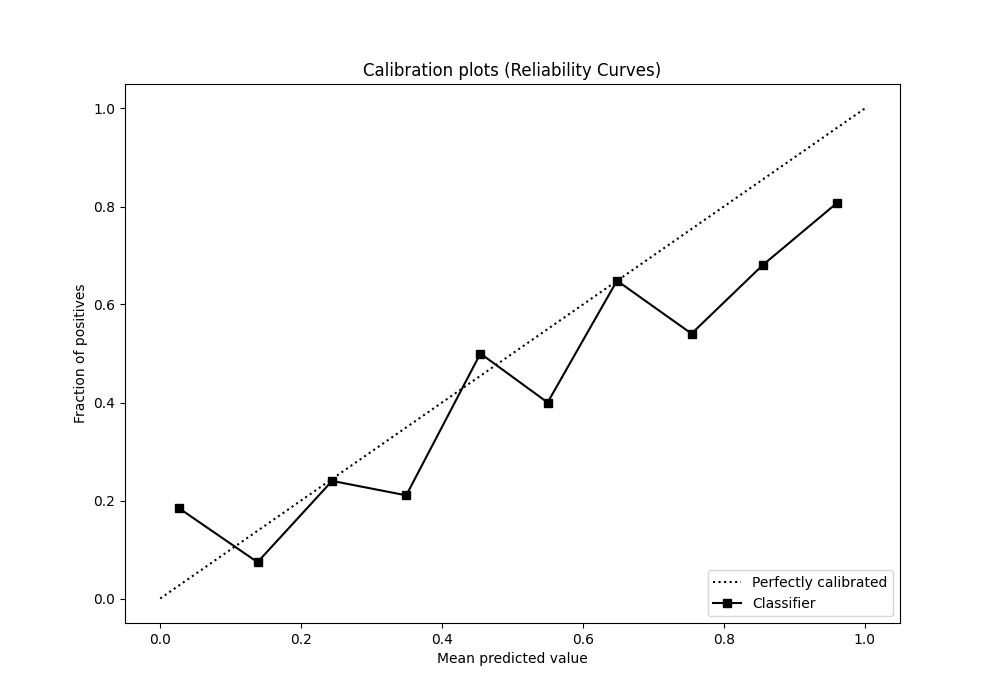 Calibration plots (Reliability Curves)
1.0
0.8
0.6
0.4
0.2
0.0
Fraction of positives
0.0 0.2 0.4 0.6 0.8 1.0
Mean predicted value
Perfectly calibrated
Classifier